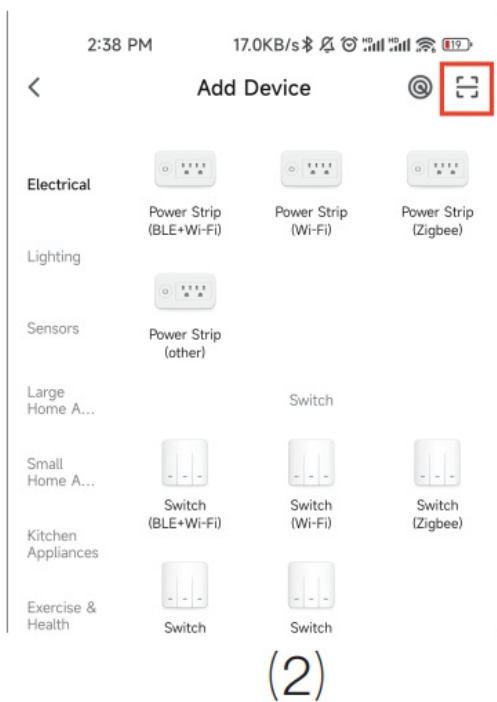 2:38 PM
17.0KB/s
HD
HD
19
Add Device
Electrical
Lighting
Sensors
Large
Home A...
Small
Home A...
Kitchen
Appliances
Exercise &
Health
Power Strip
(BLE+Wi-Fi)
Power Strip
(Wi-Fi)
Power Strip
(Zigbee)
Power Strip
(other)
Switch
Switch
(BLE+Wi-Fi)
Switch
(Wi-Fi)
Switch
(Zigbee)
Switch
Switch
(2)